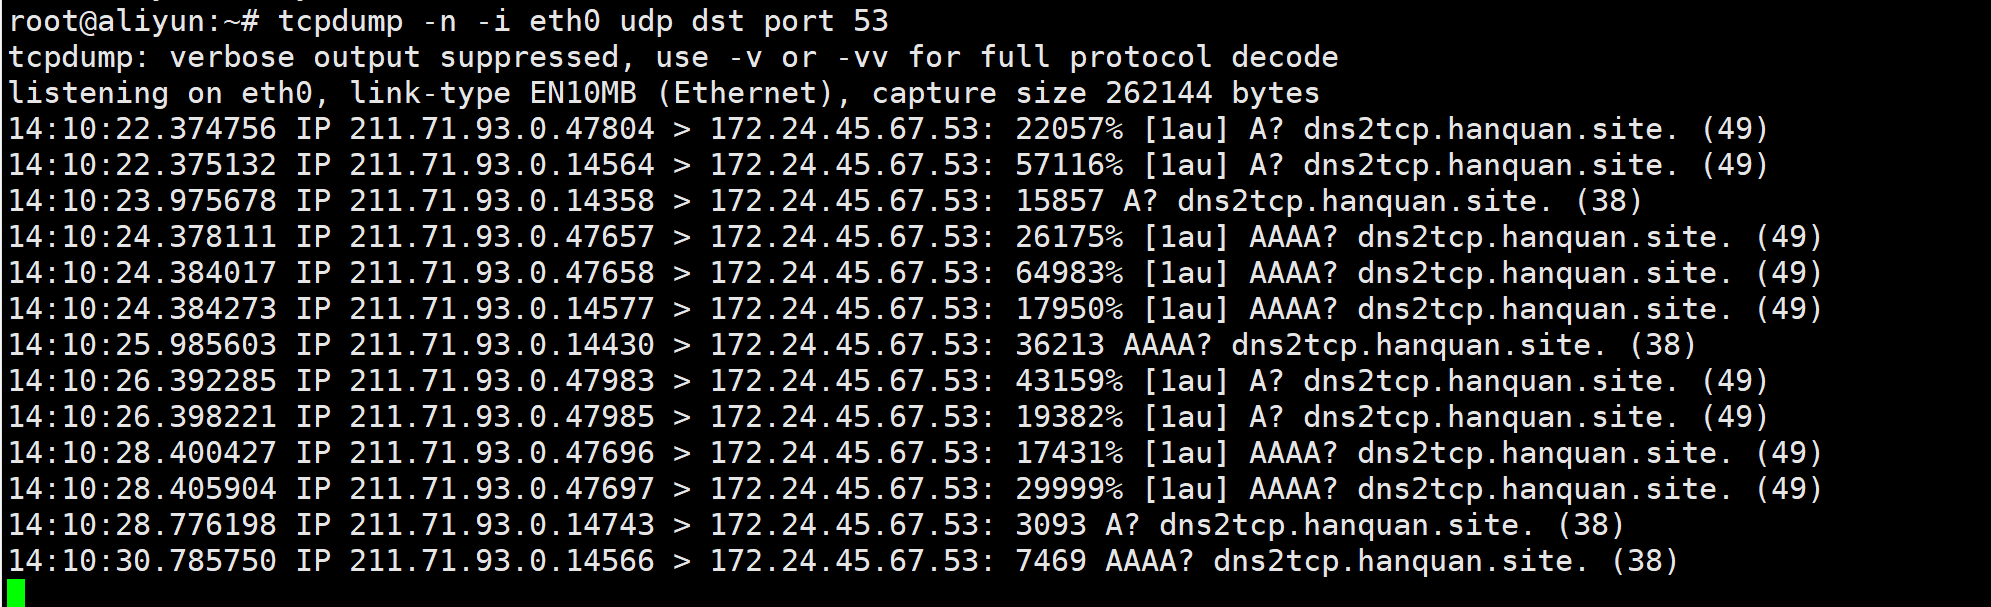 root@aliyun:~# tcpdump -n -i eth0 udp dst port 53
tcpdump: verbose output suppressed, use -v or -vv for full protocol decode
listening on eth0, link-type EN10MB (Ethernet), capture size 262144 bytes
14:10:22.374756 IP 211.71.93.0.47804 > 172.24.45.67.53: 22057% [1au] A? dns2tcp.hanquan.site. (49)
14:10:22.375132 IP 211.71.93.0.14564 > 172.24.45.67.53: 57116% [1au] A? dns2tcp.hanquan.site. (49)
14:10:23.975678 IP 211.71.93.0.14358 > 172.24.45.67.53: 15857 A? dns2tcp.hanquan.site. (38)
14:10:24.378111 IP 211.71.93.0.47657 > 172.24.45.67.53: 26175% [1au] AAAA? dns2tcp.hanquan.site. (49)
14:10:24.384017 IP 211.71.93.0.47658 > 172.24.45.67.53: 64983% [1au] AAAA? dns2tcp.hanquan.site. (49)
14:10:24.384273 IP 211.71.93.0.14577 > 172.24.45.67.53: 17950% [1au] AAAA? dns2tcp.hanquan.site. (49)
14:10:25.985603 IP 211.71.93.0.14430 > 172.24.45.67.53: 36213 AAAA? dns2tcp.hanquan.site. (38)
14:10:26.392285 IP 211.71.93.0.47983 > 172.24.45.67.53: 43159% [1au] A? dns2tcp.hanquan.site. (49)
14:10:26.398221 IP 211.71.93.0.47985 > 172.24.45.67.53: 19382% [1au] A? dns2tcp.hanquan.site. (49)
14:10:28.400427 IP 211.71.93.0.47696 > 172.24.45.67.53: 17431% [1au] AAAA? dns2tcp.hanquan.site. (49)
14:10:28.405904 IP 211.71.93.0.47697 > 172.24.45.67.53: 29999% [1au] AAAA? dns2tcp.hanquan.site. (49)
14:10:28.776198 IP 211.71.93.0.14743 > 172.24.45.67.53: 3093 A? dns2tcp.hanquan.site. (38)
14:10:30.785750 IP 211.71.93.0.14566 > 172.24.45.67.53: 7469 AAAA? dns2tcp.hanquan.site. (38)